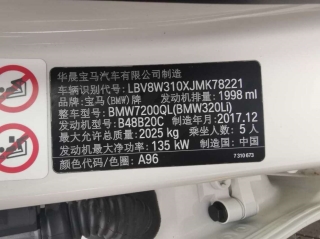 华晨宝马汽车有限公司制造
车辆识别代号: LBV8W310XJMK78221
品牌: 宝马(BMW)牌 发动机排量: 1998 ml
整车型号: BMW7200QL(BMW320Li)
发动机型号: B48B20C 制造年月: 2017.12
最大允许总质量: 2025 kg 乘坐人数: 5 人
发动机最大净功率: 135 kW 制造国: 中国
颜色代码/色圈: A96
7 310 673